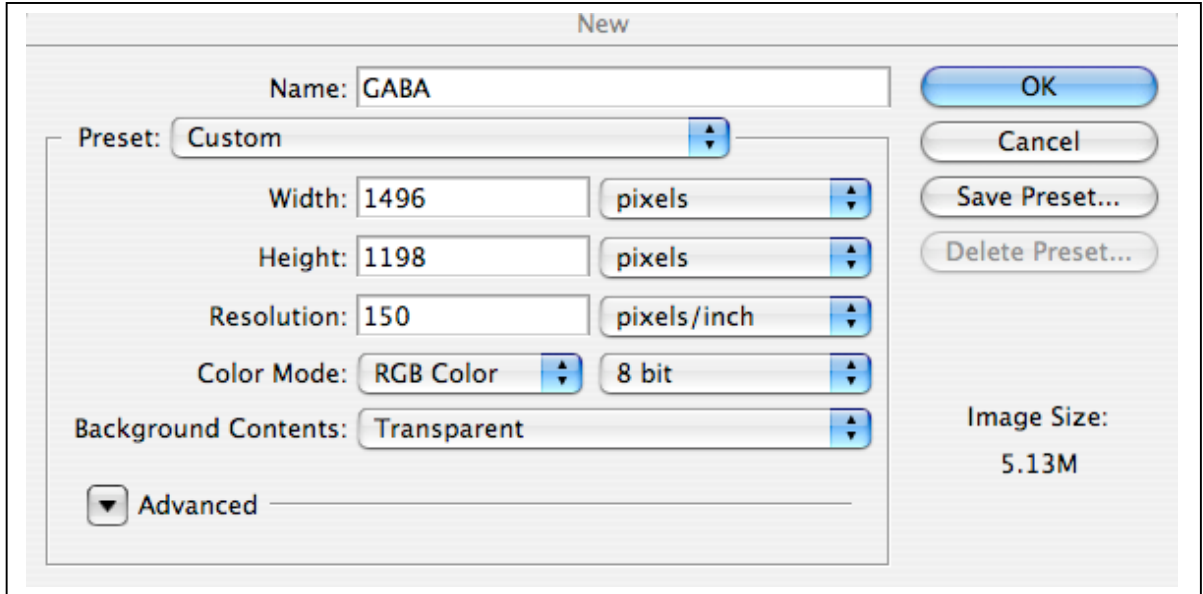 New
Name: GABA
OK
Preset: Custom
Cancel
Width: 1496 pixels
Save Preset...
Height: 1198 pixels
Delete Preset...
Resolution: 150 pixels/inch
Color Mode: RGB Color 8 bit
Background Contents: Transparent
Image Size:
5.13M
Advanced